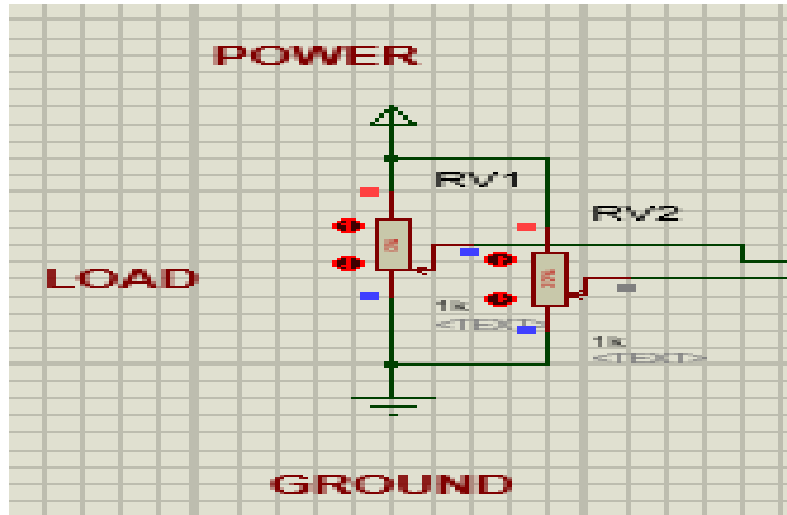 POWER
RV1
RV2
LOAD
1k
<TEXT>
1k
<TEXT>
GROUND